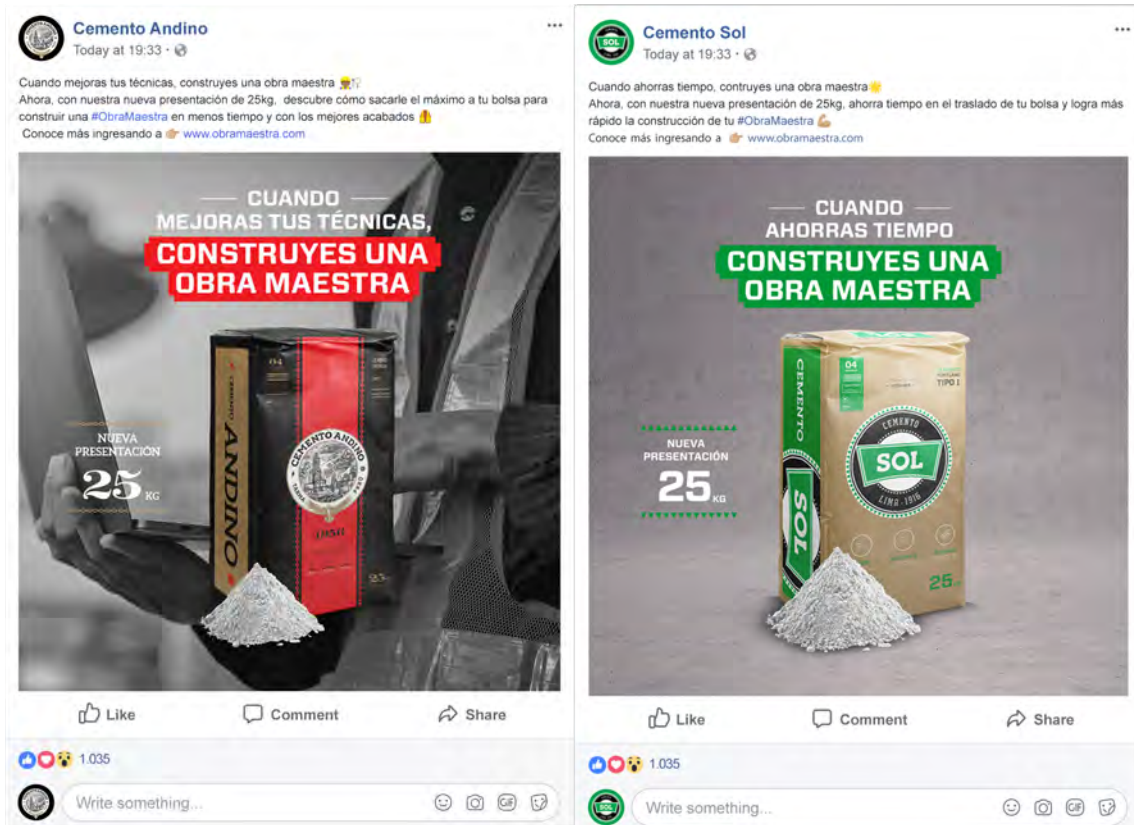 Cemento Andino
Today at 19:33
Cuando mejoras tus técnicas, construyes una obra maestra
Ahora, con nuestra nueva presentación de 25kg, descubre cómo sacarle el máximo a tu bolsa para
construir una #ObraMaestra en menos tiempo y con los mejores acabados
Conoce más ingresando a www.obramaestra.com
CUANDO
MEJORAS TUS TÉCNICAS,
CONSTRUYES UNA
OBRA MAESTRA
NUEVA
PRESENTACIÓN
25 KG
CEMENTO ANDINO
04
CEMENTO ANDINO
Like
Comment
Share
1.035
Write something...
GIF
Cemento Sol
Today at 19:33
Cuando ahorras tiempo, contruyes una obra maestra
Ahora, con nuestra nueva presentación de 25kg, ahorra tiempo en el traslado de tu bolsa y logra más
rápido la construcción de tu #ObraMaestra
Conoce más ingresando a www.obramaestra.com
CUANDO
AHORRAS TIEMPO
CONSTRUYES UNA
OBRA MAESTRA
NUEVA
PRESENTACIÓN
25 KG
CEMENTO SOL
04
TIPO I
CEMENTO
SOL
LIMA - 1916
25
Like
Comment
Share
1.035
SOL
Write something...
GIF